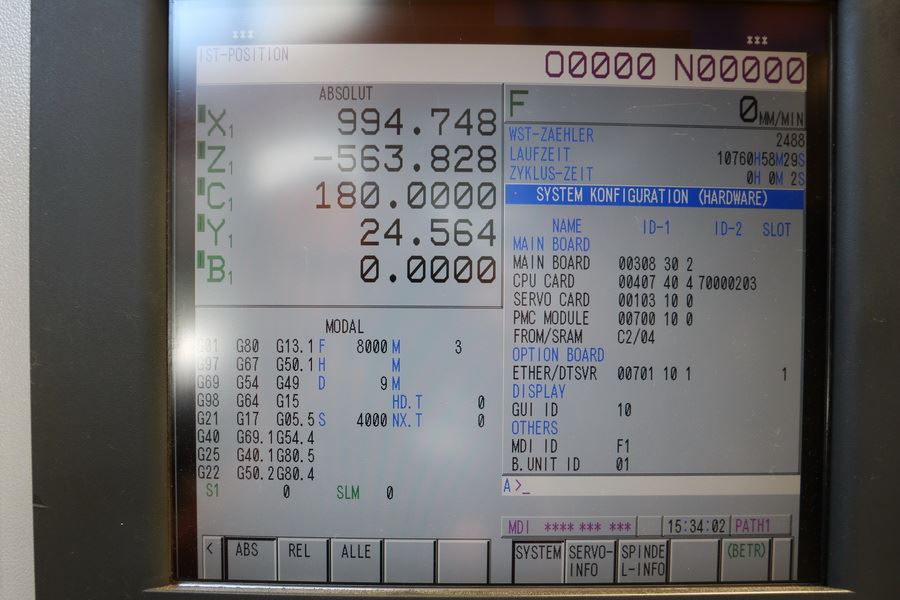 IST-POSITION
O0000 N00000
ABSOLUT
X1 994.748
Z1 -563.828
C1 180.0000
Y1 24.564
B1 0.0000
F 0 MM/MIN
WST-ZAEHLER 2488
LAUFZEIT 10760H58M29S
ZYKLUS-ZEIT 0H 0M 2S
SYSTEM KONFIGURATION (HARDWARE)
NAME ID-1 ID-2 SLOT
MAIN BOARD
MAIN BOARD 00308 30 2
CPU CARD 00407 40 4 70000203
SERVO CARD 00103 10 0
PMC MODULE 00700 10 0
FROM/SRAM C2/04
OPTION BOARD
ETHER/DTSVR 00701 10 1 1
DISPLAY
GUI ID 10
OTHERS
MDI ID F1
B.UNIT ID 01
MODAL
G80 G13.1 F 8000 M 3
G97 G67 G50.1 H M
G69 G54 G49 D 9 M
G98 G64 G15 HD.T 0
G21 G17 G05.5 S 4000 NX.T 0
G40 G69.1 G54.4
G25 G40.1 G80.5
G22 G50.2 G80.4
S1 0 SLM 0
A>_
MDI **** *** *** 15:34:02 PATH1
< ABS REL ALLE
SYSTEM SERVO-INFO SPINDEL-INFO (BETR)